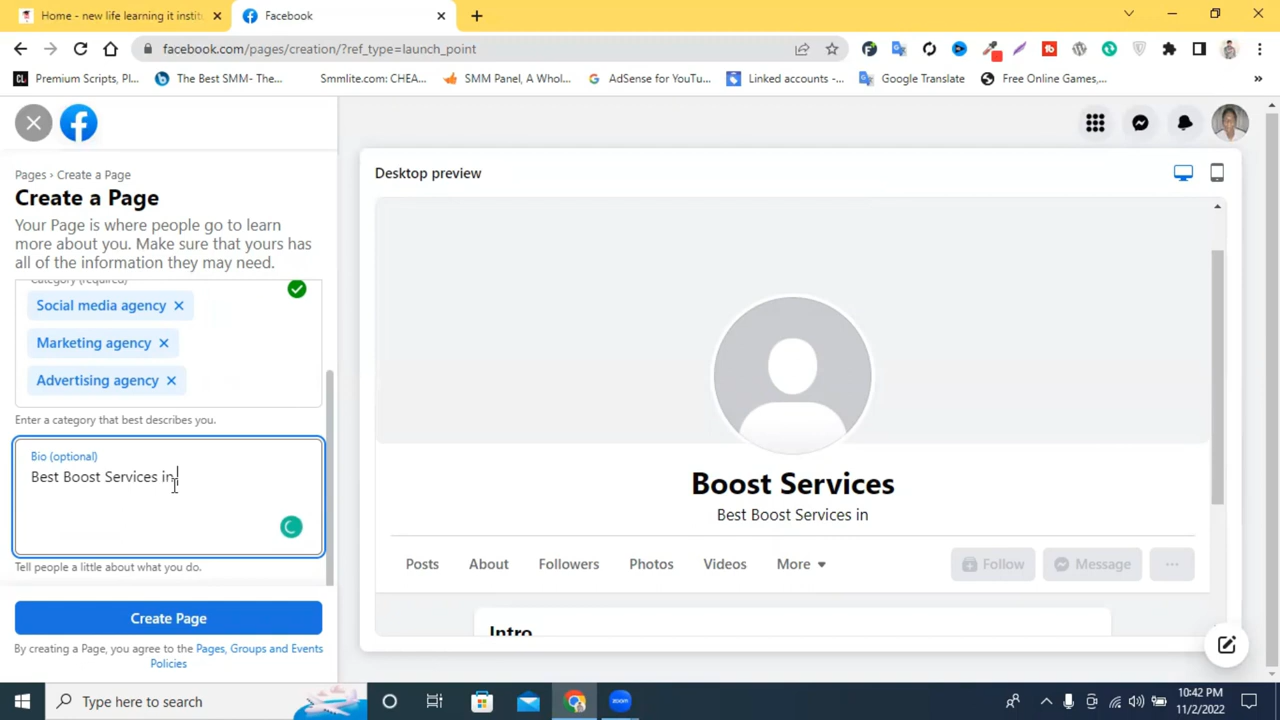 Home - new life learning it instit
Facebook
facebook.com/pages/creation/?ref_type=launch_point
CL Premium Scripts, Pl...
The Best SMM- The...
Smmlite.com: CHEA...
SMM Panel, A Whol...
AdSense for YouTu...
Linked accounts -...
Google Translate
Free Online Games,...
»
Pages › Create a Page
Create a Page
Your Page is where people go to learn
more about you. Make sure that yours has
all of the information they may need.
Category (required)
Social media agency
Marketing agency
Advertising agency
Enter a category that best describes you.
Bio (optional)
Best Boost Services in
Tell people a little about what you do.
Create Page
By creating a Page, you agree to the Pages, Groups and Events
Policies
Desktop preview
Boost Services
Best Boost Services in
Posts About Followers Photos Videos More Follow Message ...
Intro
Type here to search
zoom
10:42 PM
11/2/2022